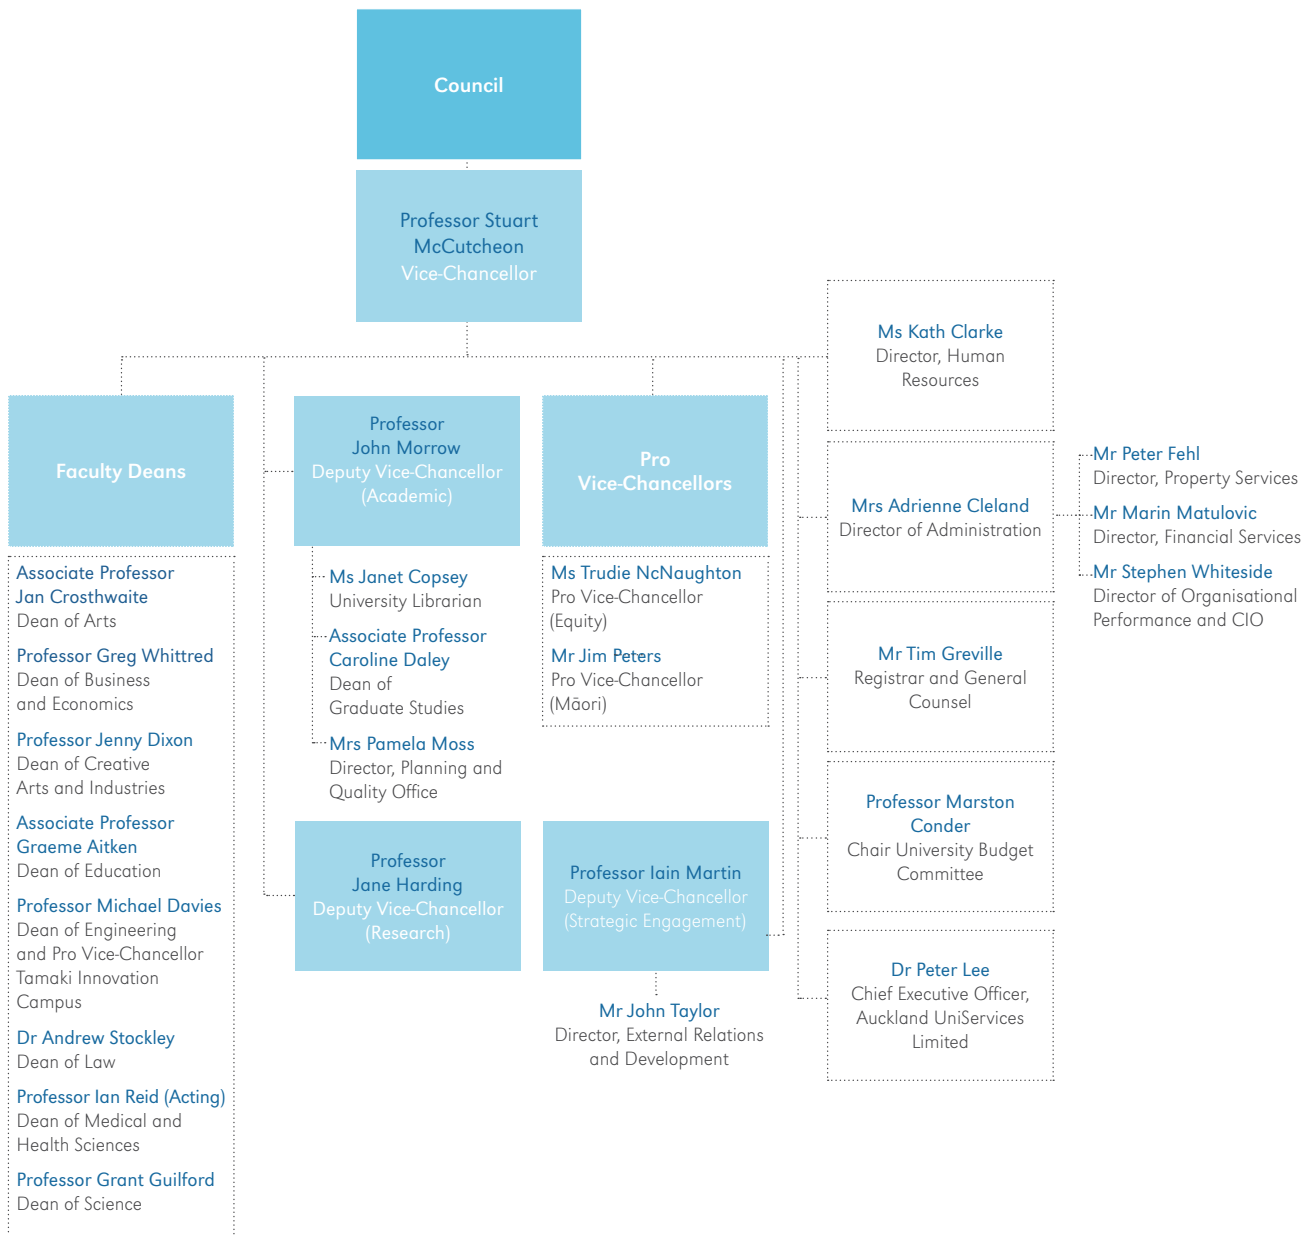 Council
Professor Stuart
McCutcheon
Vice-Chancellor
Faculty Deans
Associate Professor
Jan Crosthwaite
Dean of Arts
Professor Greg Whittred
Dean of Business
and Economics
Professor Jenny Dixon
Dean of Creative
Arts and Industries
Associate Professor
Graeme Aitken
Dean of Education
Professor Michael Davies
Dean of Engineering
and Pro Vice-Chancellor
Tamaki Innovation
Campus
Dr Andrew Stockley
Dean of Law
Professor Ian Reid (Acting)
Dean of Medical and
Health Sciences
Professor Grant Guilford
Dean of Science
Professor
John Morrow
Deputy Vice-Chancellor
(Academic)
Ms Janet Copsey
University Librarian
Associate Professor
Caroline Daley
Dean of
Graduate Studies
Mrs Pamela Moss
Director, Planning and
Quality Office
Professor
Jane Harding
Deputy Vice-Chancellor
(Research)
Pro
Vice-Chancellors
Ms Trudie NcNaughton
Pro Vice-Chancellor
(Equity)
Mr Jim Peters
Pro Vice-Chancellor
(Māori)
Professor Iain Martin
Deputy Vice-Chancellor
(Strategic Engagement)
Mr John Taylor
Director, External Relations
and Development
Ms Kath Clarke
Director, Human
Resources
Mrs Adrienne Cleland
Director of Administration
Mr Peter Fehl
Director, Property Services
Mr Marin Matulovic
Director, Financial Services
Mr Stephen Whiteside
Director of Organisational
Performance and CIO
Mr Tim Greville
Registrar and General
Counsel
Professor Marston
Conder
Chair University Budget
Committee
Dr Peter Lee
Chief Executive Officer,
Auckland UniServices
Limited